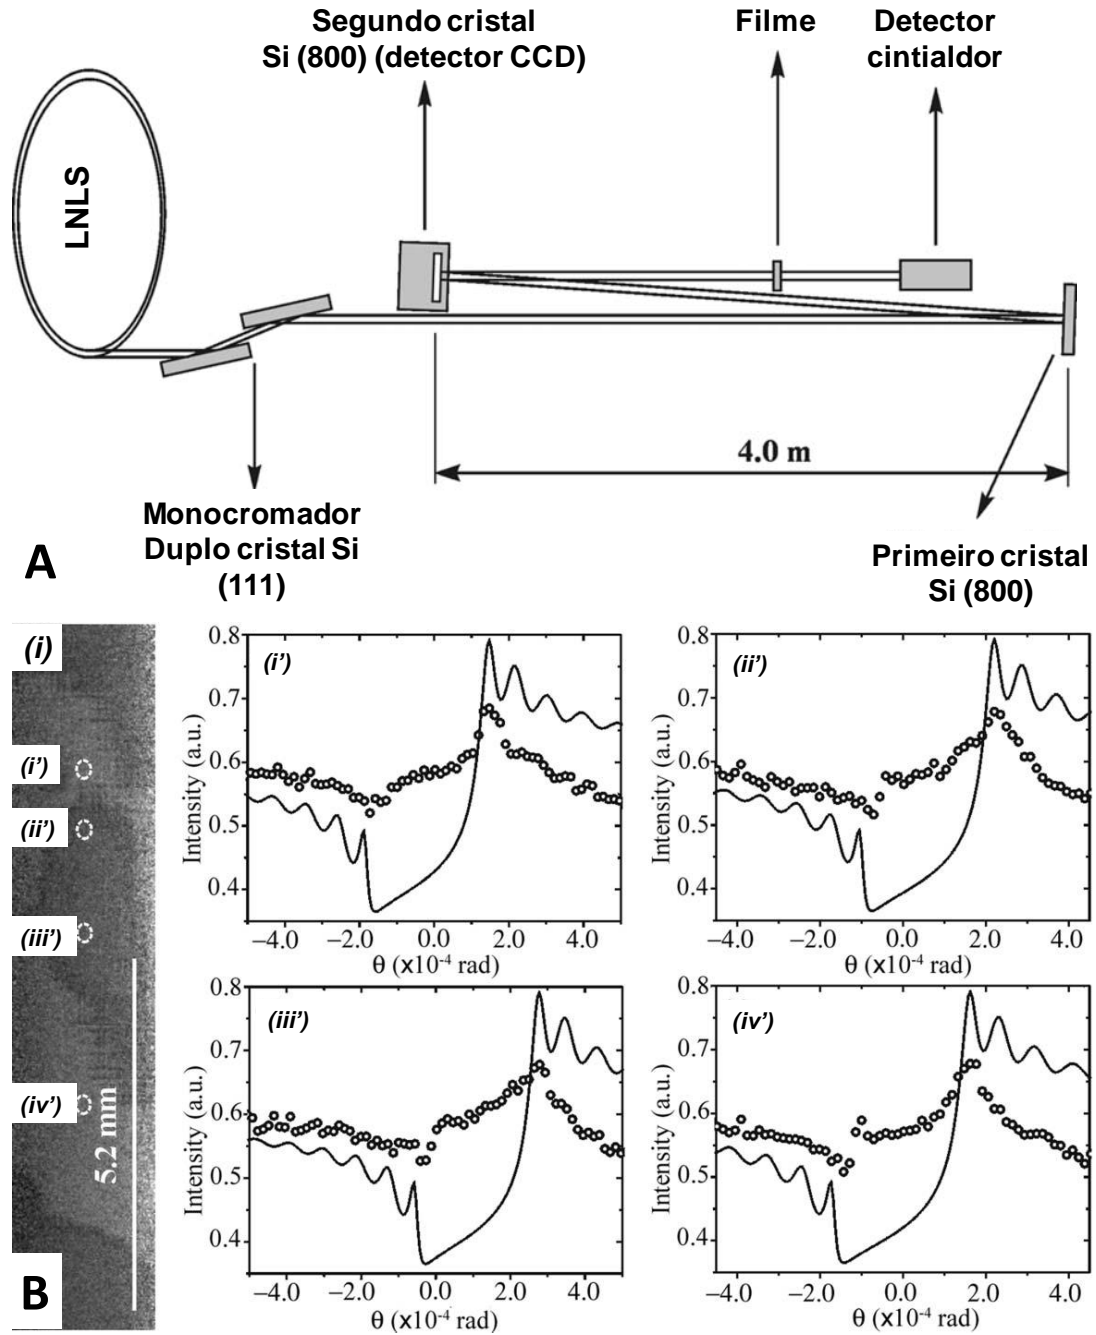 Segundo cristal
Si (800) (detector CCD)
Filme
Detector
cintialdor
LNLS
4.0 m
Monocromador
Duplo cristal Si
(111)
Primeiro cristal
Si (800)
A
(i)
(i')
(ii')
(iii')
(iv')
5.2 mm
B
(i')
0.8
0.7
0.6
0.5
0.4
Intensity (a.u.)
−4.0 −2.0 0.0 2.0 4.0
θ (x10⁻⁴ rad)
(ii')
0.8
0.7
0.6
0.5
0.4
Intensity (a.u.)
−4.0 −2.0 0.0 2.0 4.0
θ (x10⁻⁴ rad)
(iii')
0.8
0.7
0.6
0.5
0.4
Intensity (a.u.)
−4.0 −2.0 0.0 2.0 4.0
θ (x10⁻⁴ rad)
(iv')
0.8
0.7
0.6
0.5
0.4
Intensity (a.u.)
−4.0 −2.0 0.0 2.0 4.0
θ (x10⁻⁴ rad)